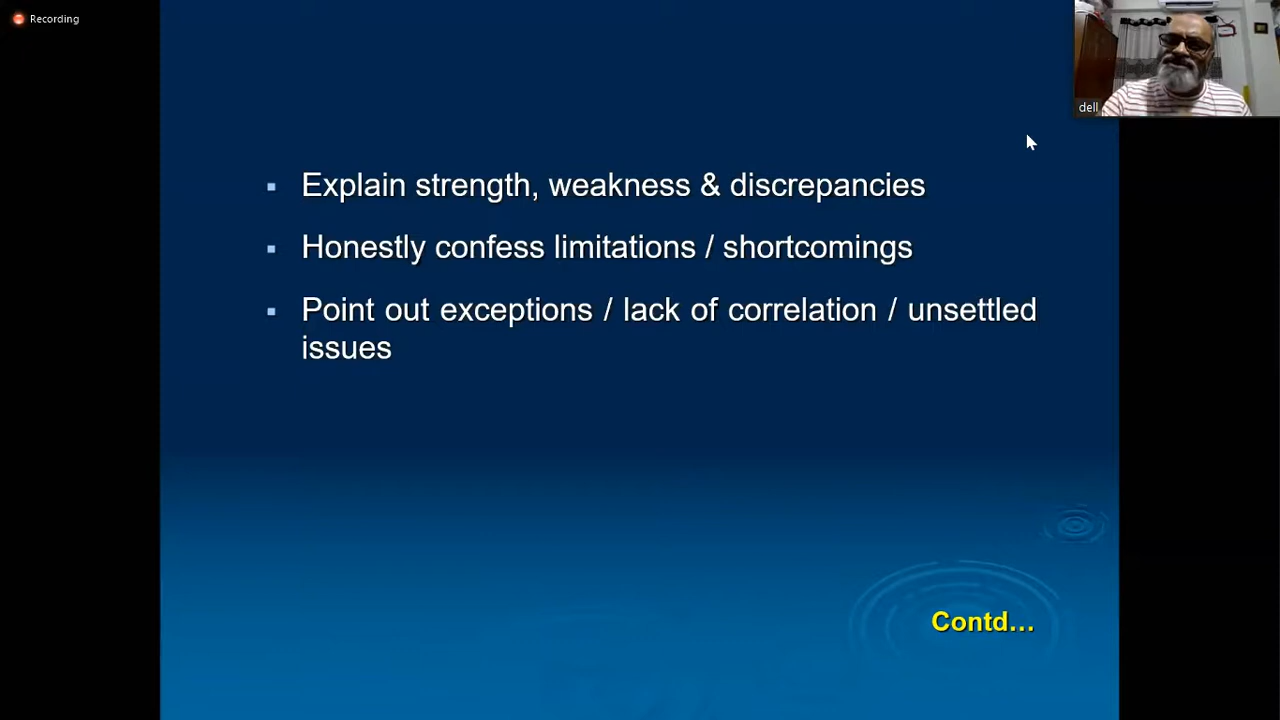 Recording
dell
▪ Explain strength, weakness & discrepancies
▪ Honestly confess limitations / shortcomings
▪ Point out exceptions / lack of correlation / unsettled
issues
Contd…